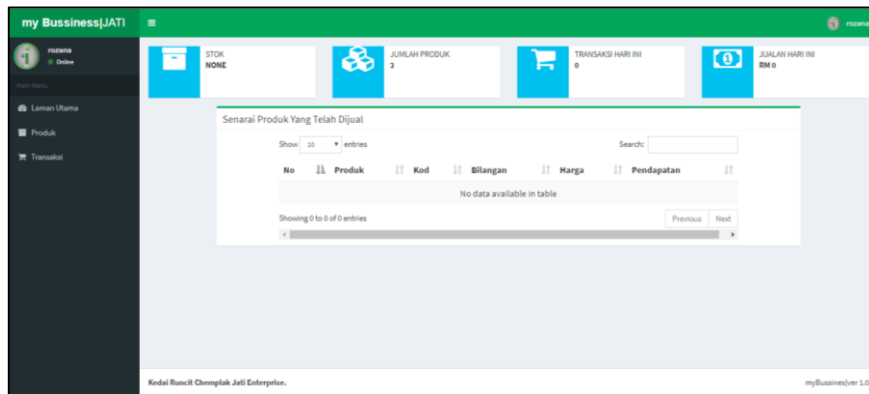 my Bussiness|JATI
rozana
rozana
Online
Main Menu
Laman Utama
Produk
Transaksi
STOK
NONE
JUMLAH PRODUK
2
TRANSAKSI HARI INI
0
JUALAN HARI INI
RM 0
Senarai Produk Yang Telah Dijual
Show 10 entries
Search:
No Produk Kod Bilangan Harga Pendapatan
No data available in table
Showing 0 to 0 of 0 entries
Previous Next
Kedai Runcit Chemplak Jati Enterprise.
myBussines|ver 1.0